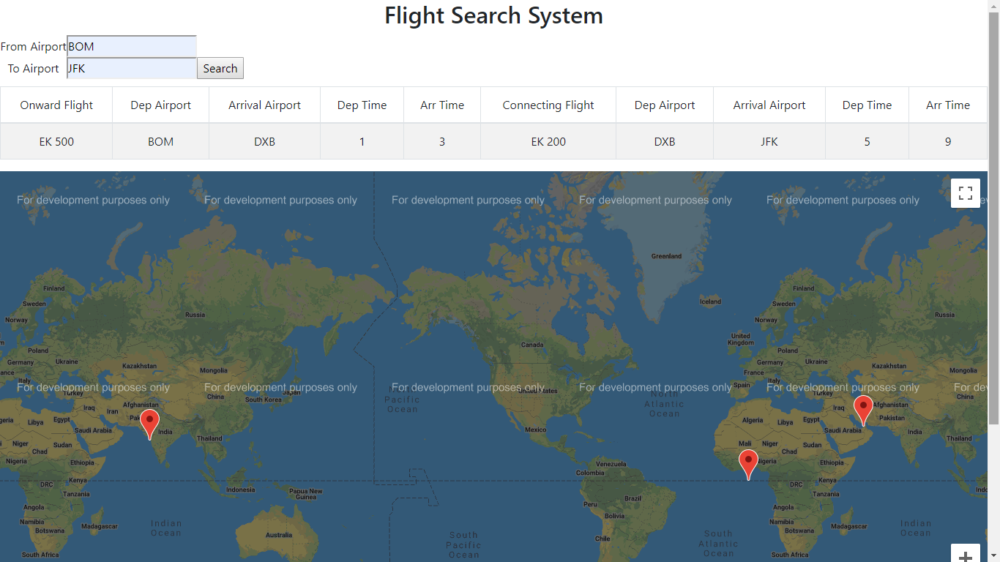 Flight Search System
From Airport BOM
To Airport JFK Search
Onward Flight Dep Airport Arrival Airport Dep Time Arr Time Connecting Flight Dep Airport Arrival Airport Dep Time Arr Time
EK 500 BOM DXB 1 3 EK 200 DXB JFK 5 9
For development purposes only For development purposes only For development purposes only For development purposes only For development purposes only
Greenland
Finland Iceland Finland
Sweden Sweden
Norway Russia Norway Russia
United Kingdom
Canada
Poland Poland
Germany Ukraine Germany Ukraine
Kazakhstan Mongolia France Kazakhstan Mongolia
Italy Spain Italy
For development purposes only For development purposes only For development purposes only For development purposes only For development purposes only
Turkey China South Korea Japan United States Turkey China
Pacific Ocean
North Atlantic Ocean
Iraq Iran Afghanistan Iraq Afghanistan
Libya Egypt Saudi Arabia India Mexico Algeria Libya Egypt Saudi Arabia Pakistan India
Niger Chad Sudan Thailand Mali Niger Chad Sudan Thailand
Nigeria Ethiopia Venezuela Nigeria Ethiopia
Colombia
DRC Kenya Indonesia DRC Kenya
Tanzania Papua New Guinea Peru Brazil Tanzania
Angola Bolivia Angola
Namibia Botswana Madagascar Indian Ocean Namibia Botswana Madagascar Indian Ocean
Australia Chile
South Pacific Ocean
South Atlantic Ocean
South Africa South Africa